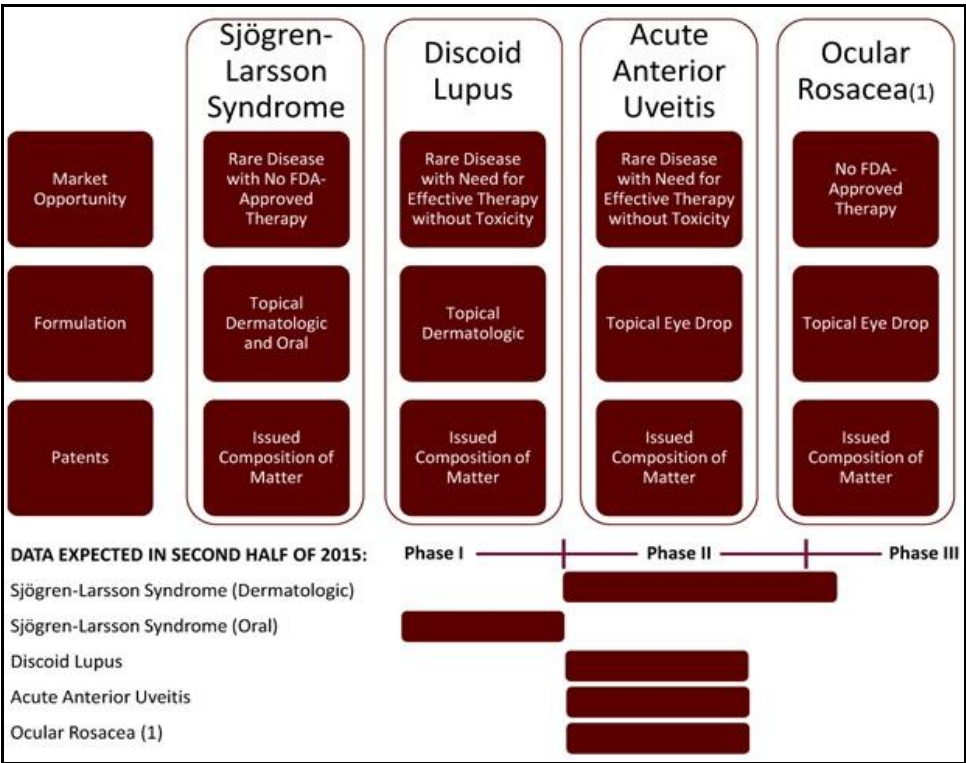 Sjögren-
Larsson
Syndrome
Discoid
Lupus
Acute
Anterior
Uveitis
Ocular
Rosacea(1)
Market
Opportunity
Rare Disease
with No FDA-
Approved
Therapy
Rare Disease
with Need for
Effective Therapy
without Toxicity
Rare Disease
with Need for
Effective Therapy
without Toxicity
No FDA-
Approved
Therapy
Formulation
Topical
Dermatologic
and Oral
Topical
Dermatologic
Topical Eye Drop
Topical Eye Drop
Patents
Issued
Composition of
Matter
Issued
Composition of
Matter
Issued
Composition of
Matter
Issued
Composition of
Matter
DATA EXPECTED IN SECOND HALF OF 2015:
Phase I
Phase II
Phase III
Sjögren-Larsson Syndrome (Dermatologic)
Sjögren-Larsson Syndrome (Oral)
Discoid Lupus
Acute Anterior Uveitis
Ocular Rosacea (1)